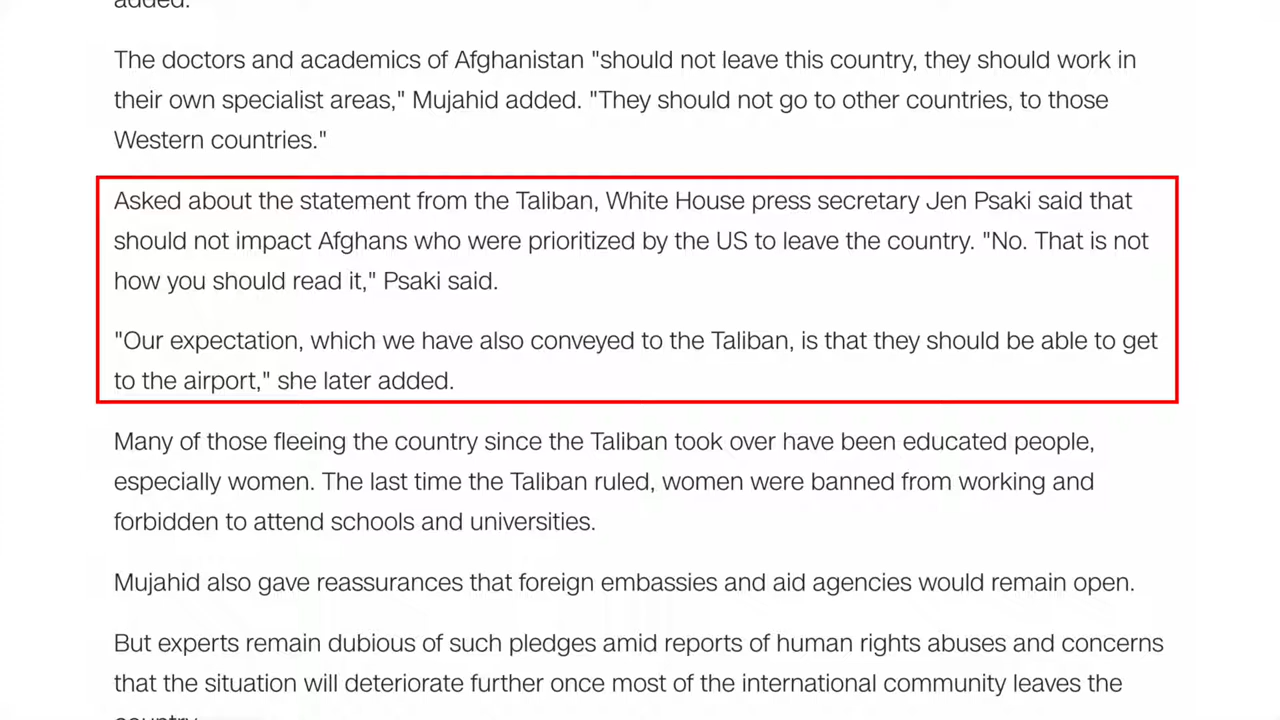 added.
The doctors and academics of Afghanistan "should not leave this country, they should work in
their own specialist areas," Mujahid added. "They should not go to other countries, to those
Western countries."
Asked about the statement from the Taliban, White House press secretary Jen Psaki said that
should not impact Afghans who were prioritized by the US to leave the country. "No. That is not
how you should read it," Psaki said.
"Our expectation, which we have also conveyed to the Taliban, is that they should be able to get
to the airport," she later added.
Many of those fleeing the country since the Taliban took over have been educated people,
especially women. The last time the Taliban ruled, women were banned from working and
forbidden to attend schools and universities.
Mujahid also gave reassurances that foreign embassies and aid agencies would remain open.
But experts remain dubious of such pledges amid reports of human rights abuses and concerns
that the situation will deteriorate further once most of the international community leaves the
country.